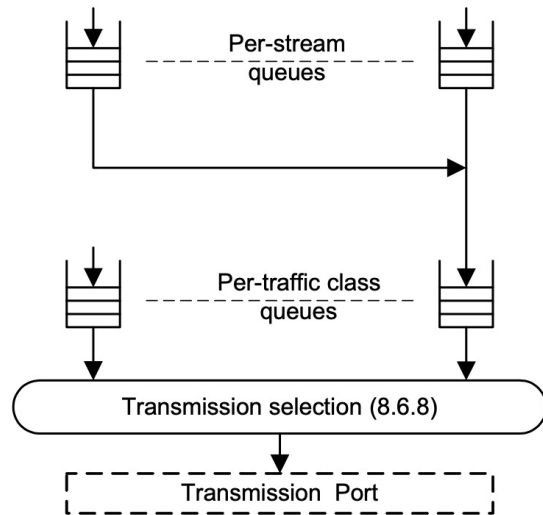 Per-stream
queues
Per-traffic class
queues
Transmission selection (8.6.8)
Transmission Port